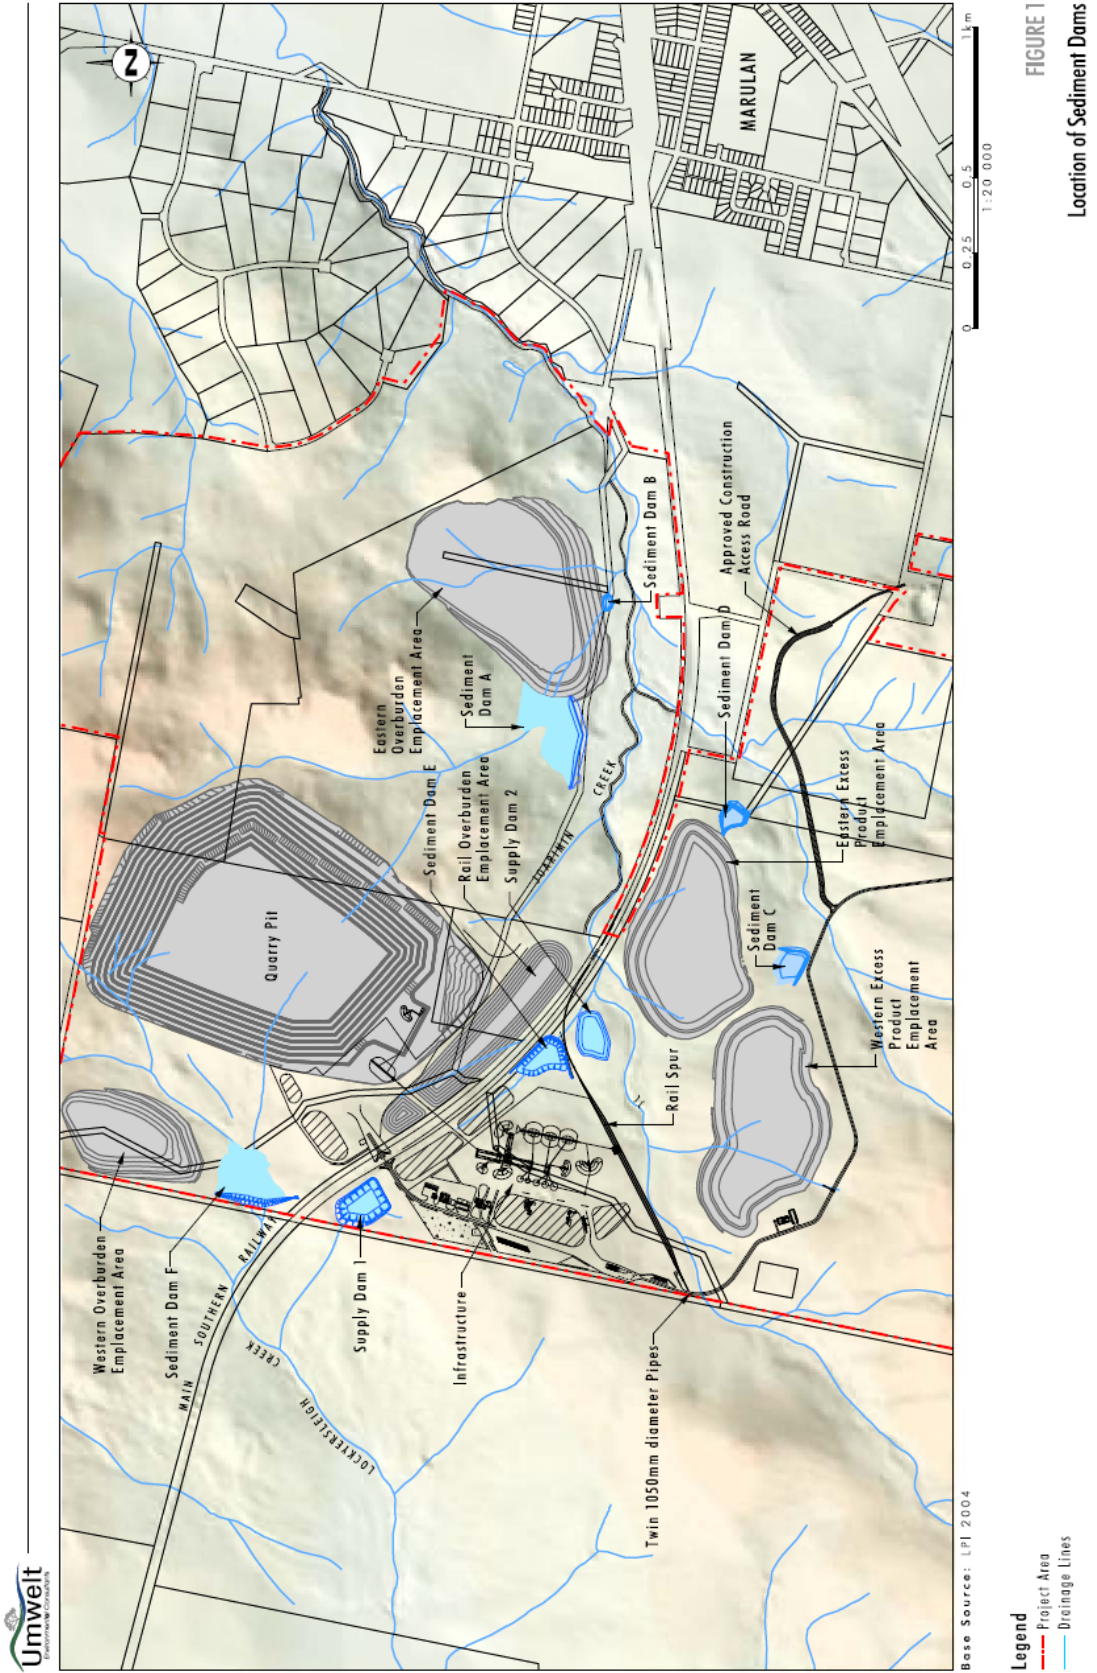 Umwelt
Environmental Consultants
N
MARULAN
Quarry Pit
Eastern
Overburden
Emplacement Area
Sediment
Dam A
Sediment Dam B
Approved Construction
Access Road
Sediment Dam E
Rail Overburden
Emplacement Area
Supply Dam 2
JOARIMIN
CREEK
Sediment Dam D
Eastern Excess
Product
Emplacement Area
Sediment
Dam C
Western Excess
Product
Emplacement
Area
Rail Spur
Western Overburden
Emplacement Area
Sediment Dam F
MAIN SOUTHERN RAILWAY
Supply Dam 1
Infrastructure
LOCKYERSLEIGH
CREEK
Twin 1050mm diameter Pipes
Base Source: LPI 2004
0 0.25 0.5 1km
1:20 000
Legend
Project Area
Drainage Lines
FIGURE 1
Location of Sediment Dams